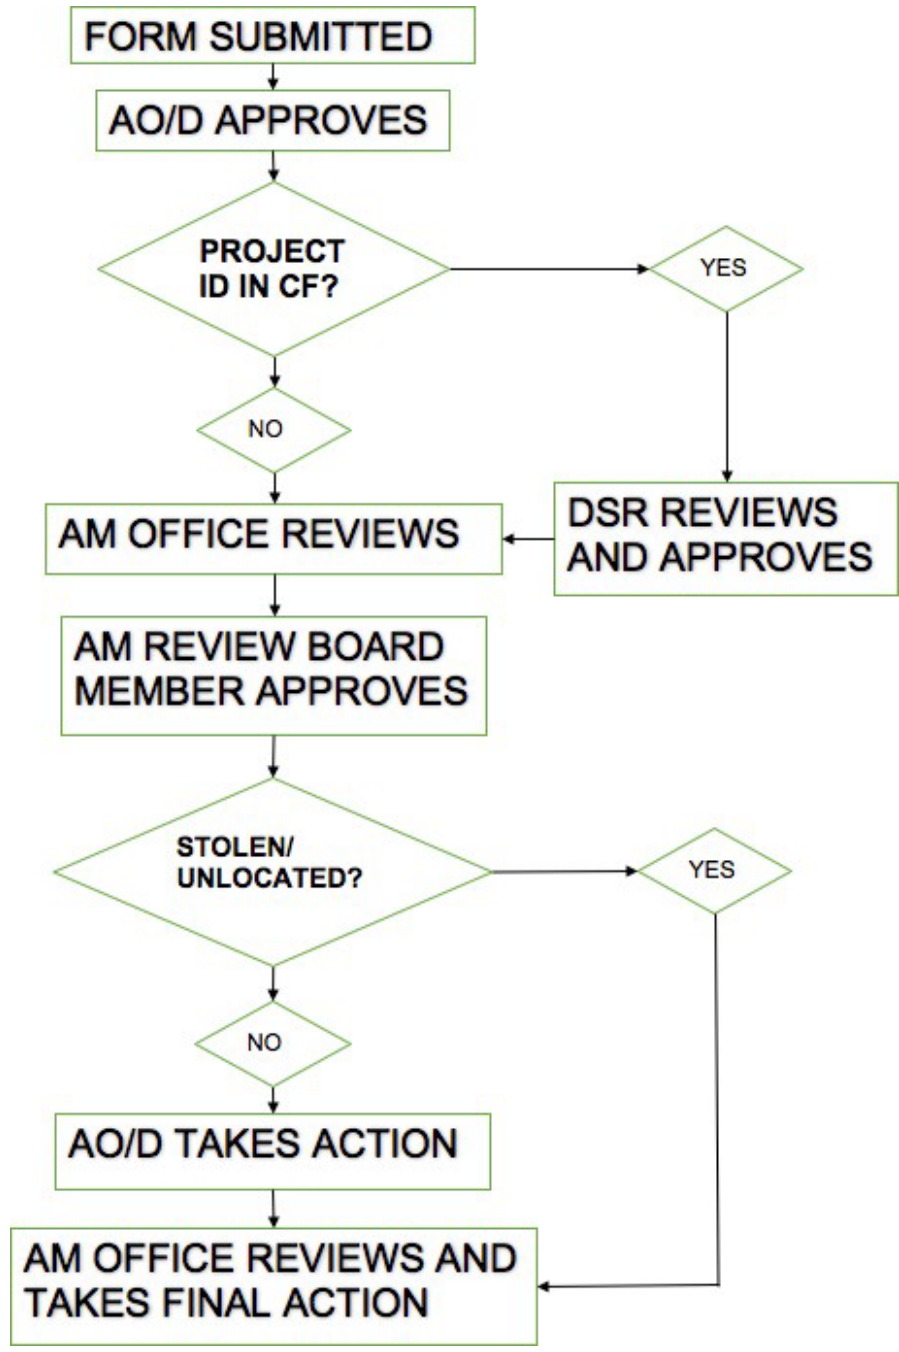 FORM SUBMITTED
AO/D APPROVES
PROJECT
ID IN CF?
YES
NO
AM OFFICE REVIEWS
DSR REVIEWS
AND APPROVES
AM REVIEW BOARD
MEMBER APPROVES
STOLEN/
UNLOCATED?
YES
NO
AO/D TAKES ACTION
AM OFFICE REVIEWS AND
TAKES FINAL ACTION